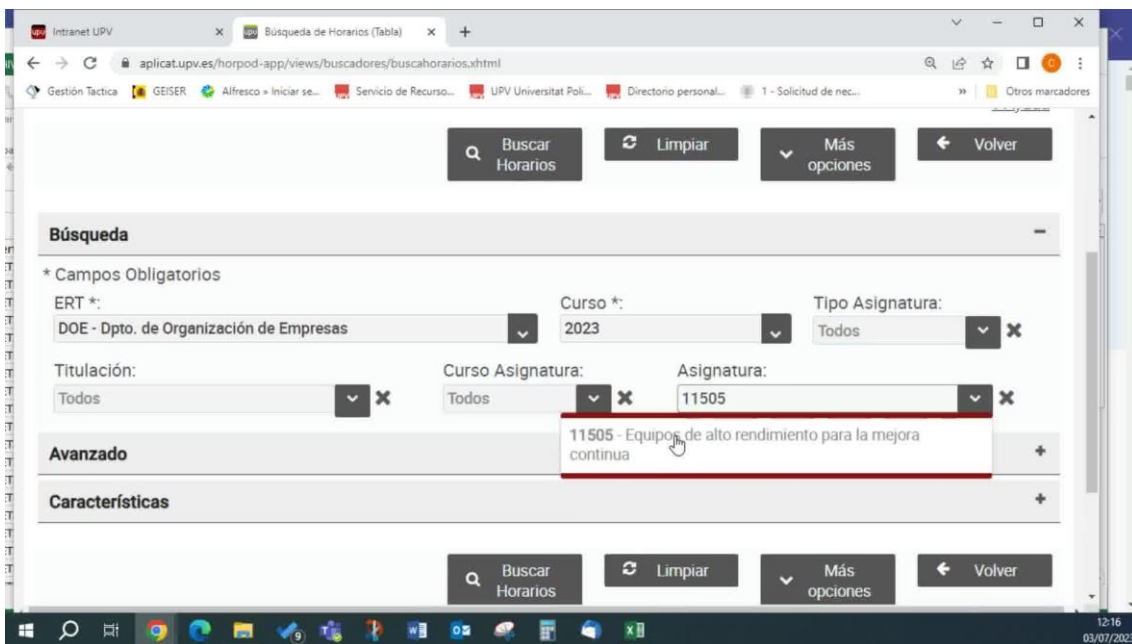 Intranet UPV
Búsqueda de Horarios (Tabla)
aplicat.upv.es/horpod-app/views/buscadores/buscahorarios.xhtml
Gestión Tactica GEISER Alfresco » Iniciar se... Servicio de Recurso... UPV Universitat Poli... Directorio personal... 1 - Solicitud de nec... » Otros marcadores
Buscar Horarios Limpiar Más opciones Volver
Búsqueda
* Campos Obligatorios
ERT *: Curso *: Tipo Asignatura:
DOE - Dpto. de Organización de Empresas 2023 Todos
Titulación: Curso Asignatura: Asignatura:
Todos Todos 11505
11505 - Equipos de alto rendimiento para la mejora
continua
Avanzado
Características
Buscar Horarios Limpiar Más opciones Volver
12:16